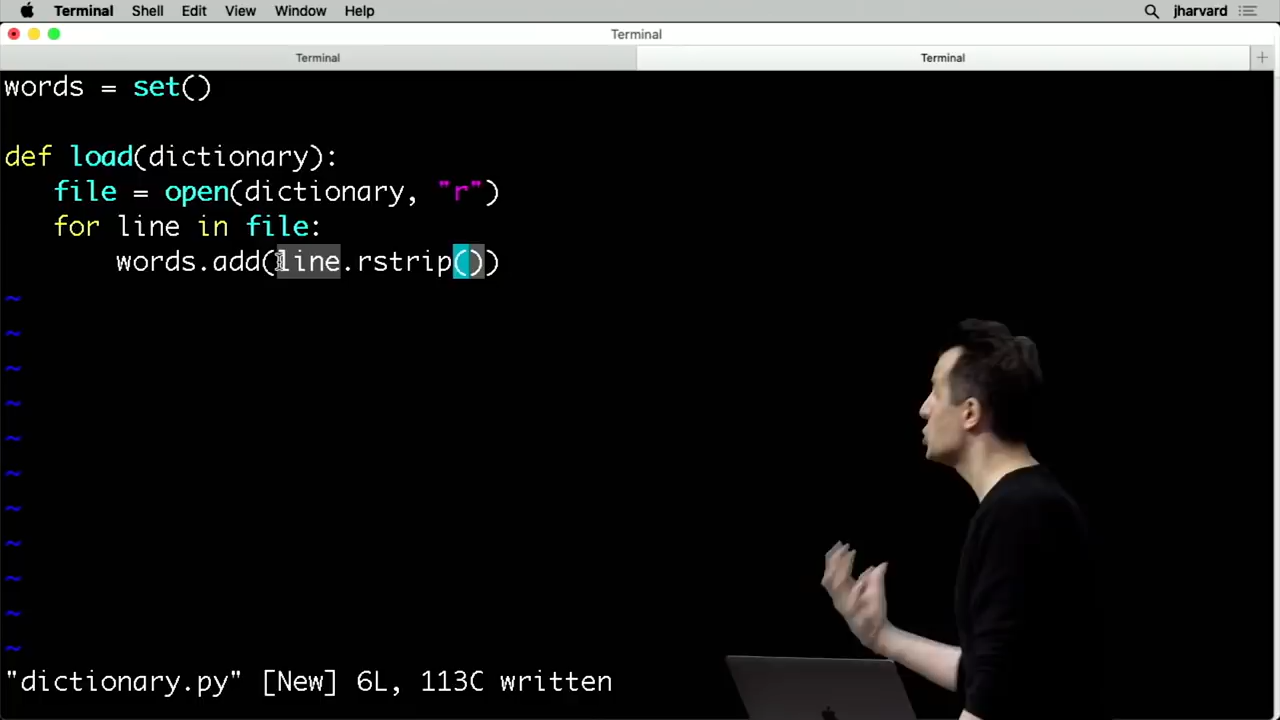 Terminal Shell Edit View Window Help jharvard
Terminal
Terminal Terminal +
words = set()
def load(dictionary):
file = open(dictionary, "r")
for line in file:
words.add(line.rstrip())
~
~
~
~
~
~
~
~
~
~
~
"dictionary.py" [New] 6L, 113C written